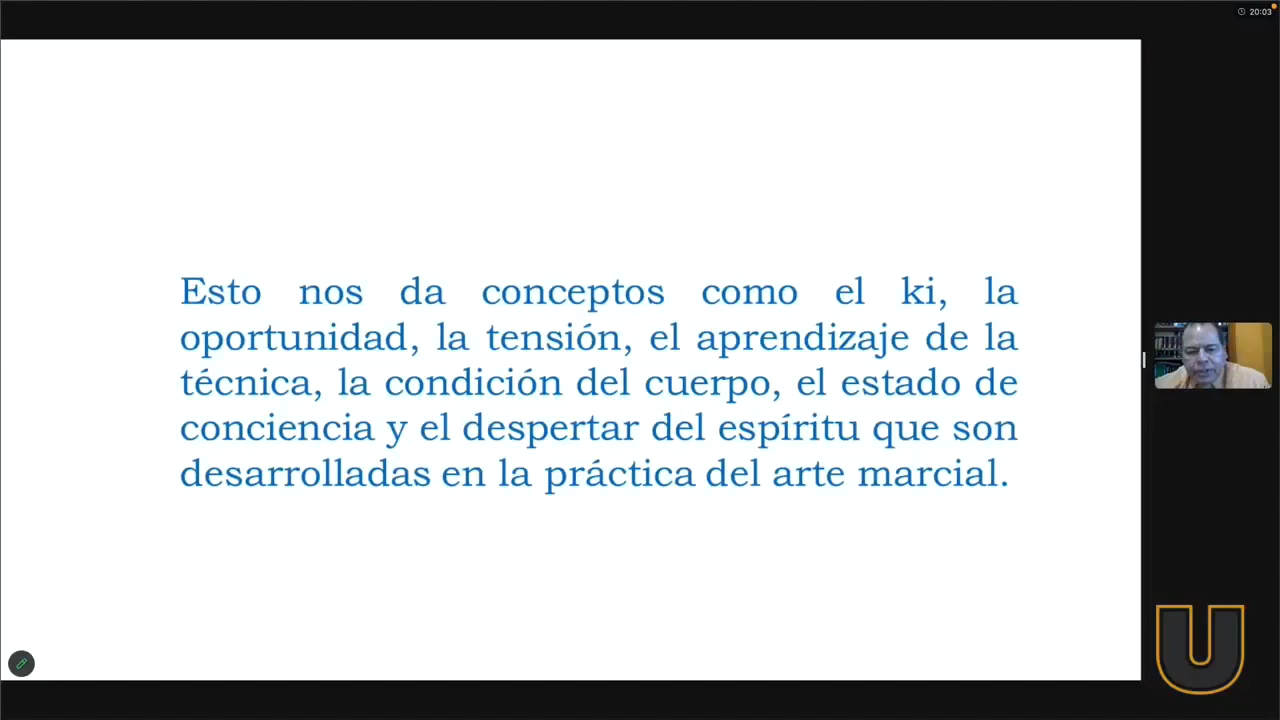 20:03
Esto nos da conceptos como el ki, la
oportunidad, la tensión, el aprendizaje de la
técnica, la condición del cuerpo, el estado de
conciencia y el despertar del espíritu que son
desarrolladas en la práctica del arte marcial.
U